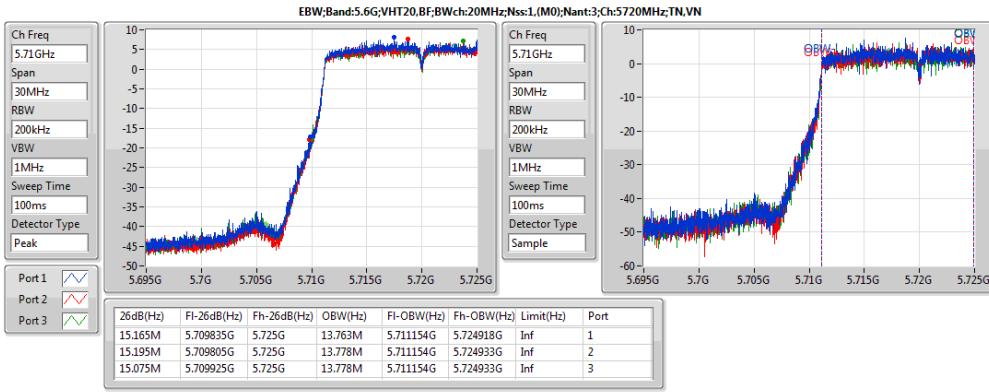 EBW;Band:5.6G;VHT20,BF;BWch:20MHz;Nss:1,(M0);Nant:3;Ch:5720MHz;TN,VN
Ch Freq
5.71GHz
Span
30MHz
RBW
200kHz
VBW
1MHz
Sweep Time
100ms
Detector Type
Peak
10
5
0
-5
-10
-15
-20
-25
-30
-35
-40
-45
-50
5.695G 5.7G 5.705G 5.71G 5.715G 5.72G 5.725G
Ch Freq
5.71GHz
Span
30MHz
RBW
200kHz
VBW
1MHz
Sweep Time
100ms
Detector Type
Sample
10
0
-10
-20
-30
-40
-50
-60
OBW
OBW
OBW
OBW
5.695G 5.7G 5.705G 5.71G 5.715G 5.72G 5.725G
Port 1
Port 2
Port 3
26dB(Hz) Fl-26dB(Hz) Fh-26dB(Hz) OBW(Hz) Fl-OBW(Hz) Fh-OBW(Hz) Limit(Hz) Port
15.165M 5.709835G 5.725G 13.763M 5.711154G 5.724918G Inf 1
15.195M 5.709805G 5.725G 13.778M 5.711154G 5.724933G Inf 2
15.075M 5.709925G 5.725G 13.778M 5.711154G 5.724933G Inf 3